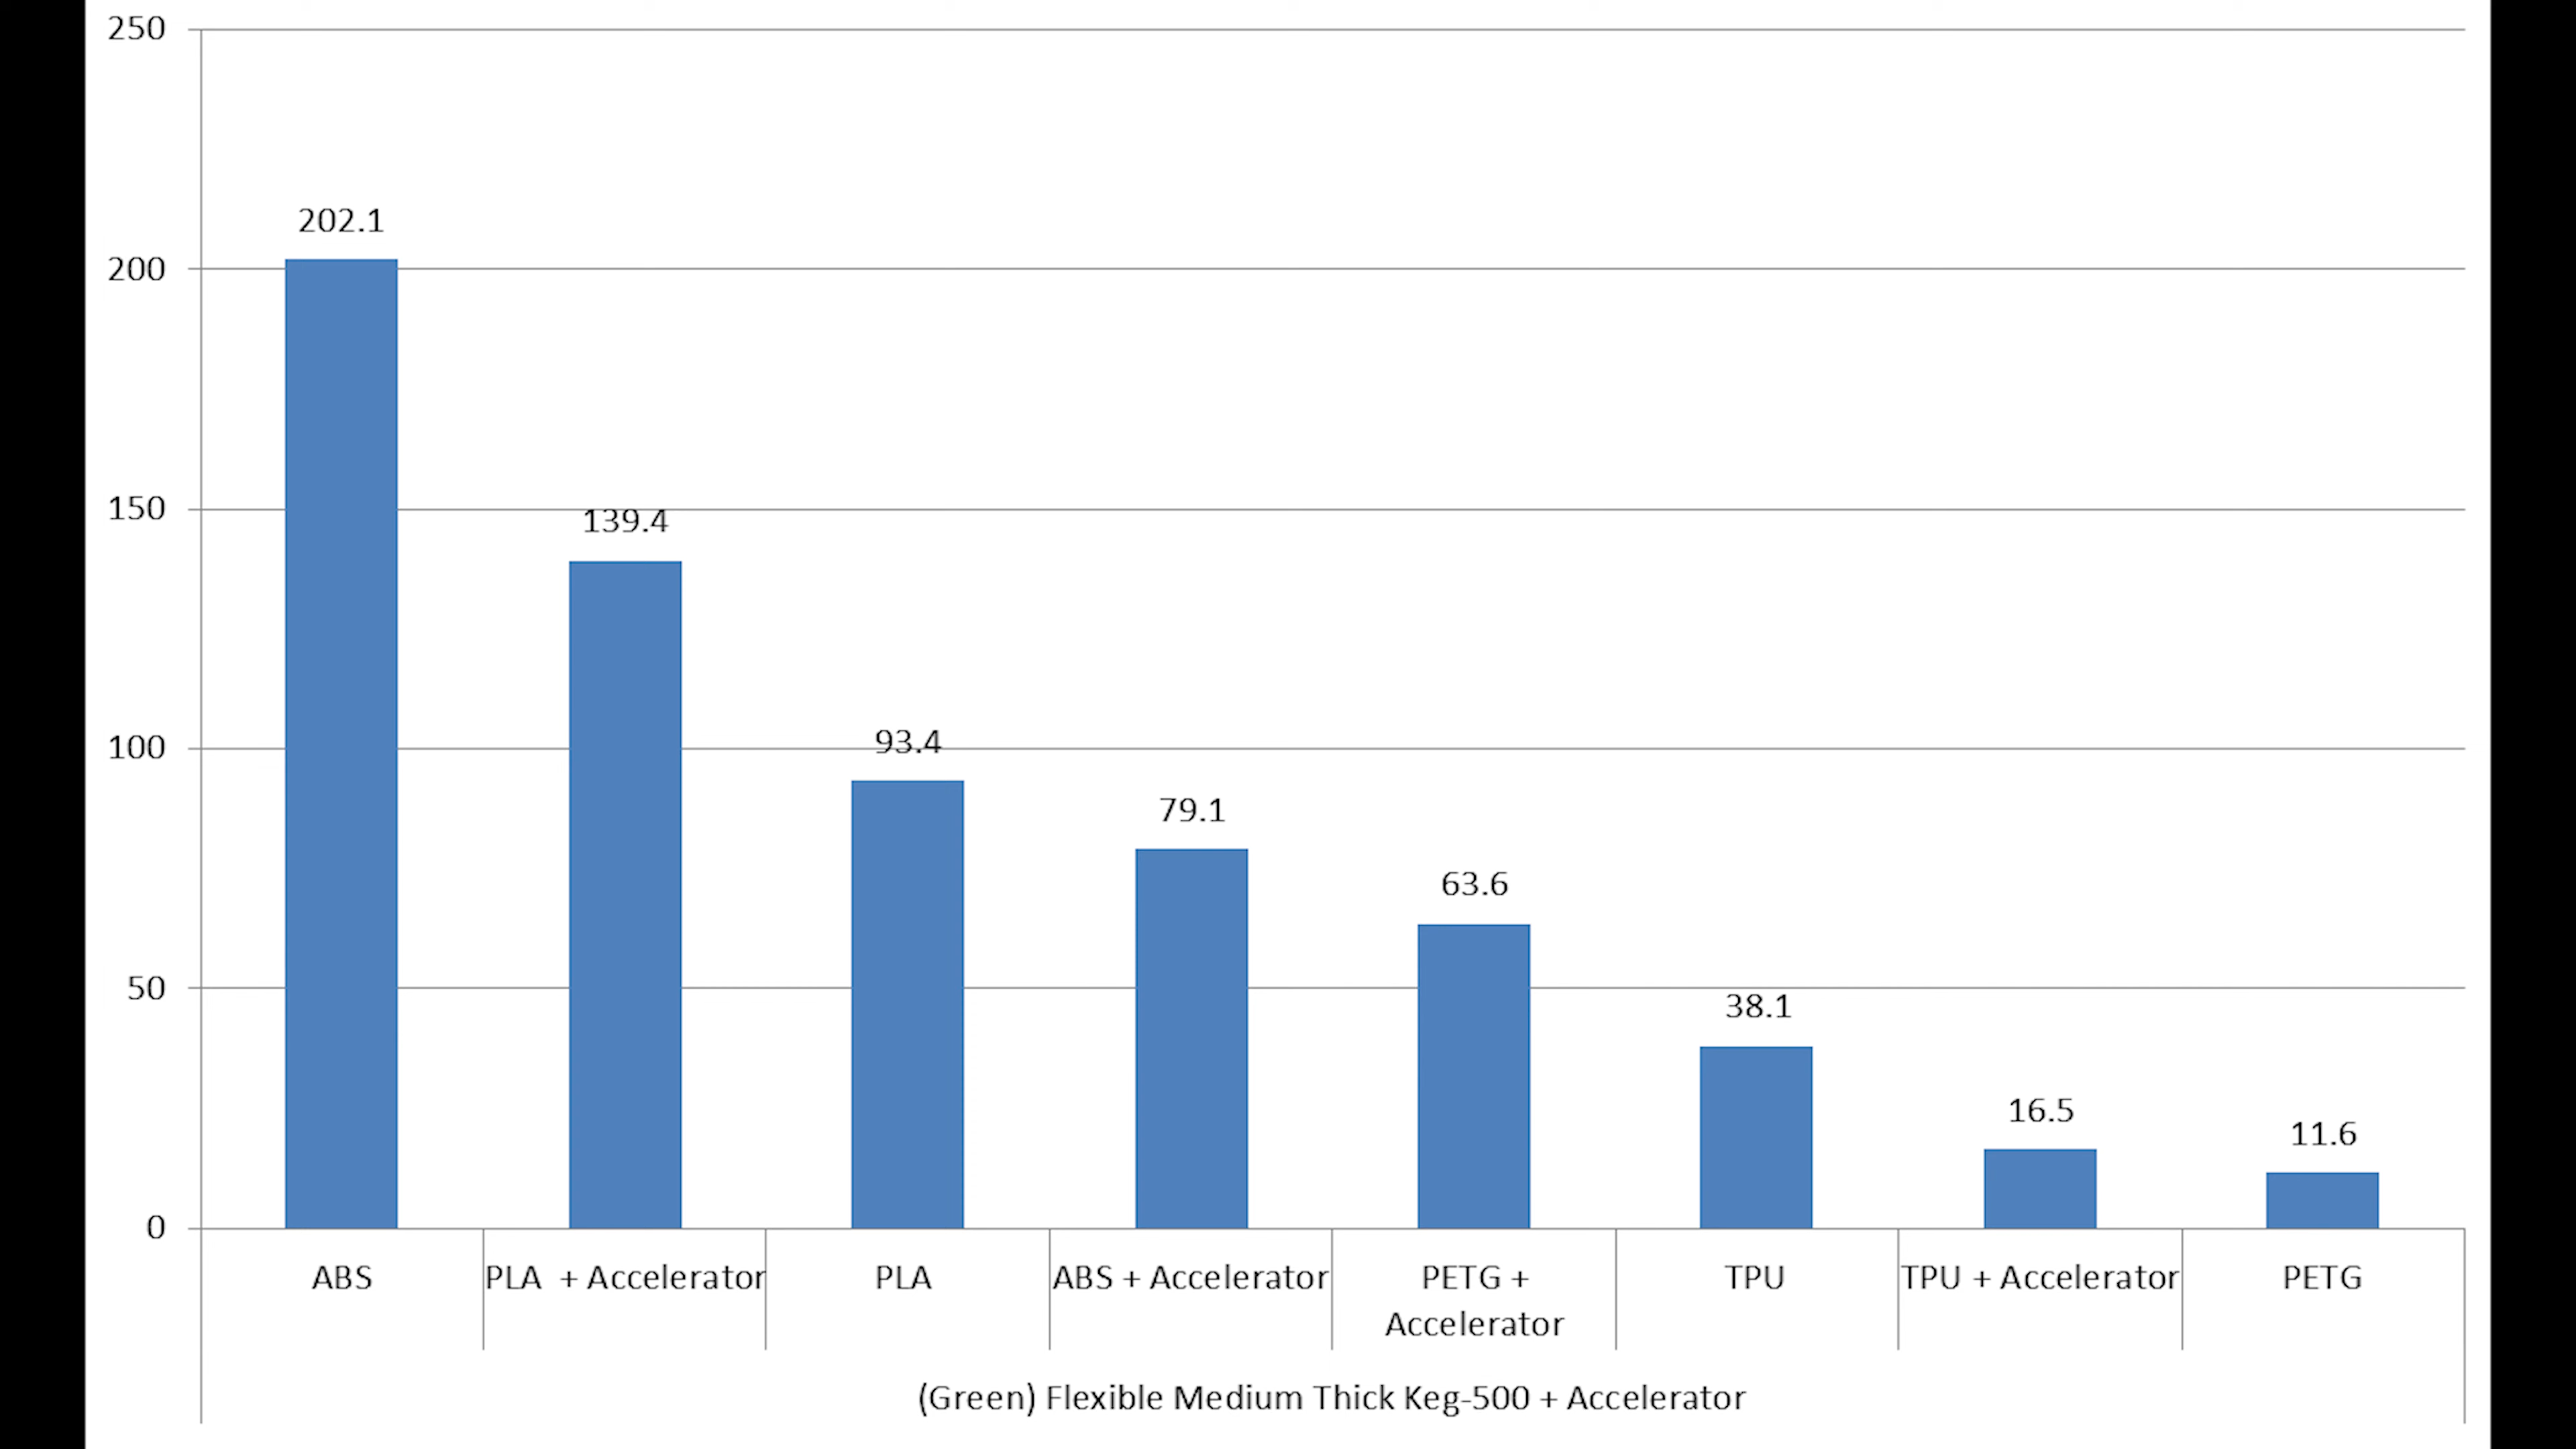 250
202.1
200
150
139.4
100
93.4
79.1
63.6
50
38.1
16.5
11.6
0
ABS
PLA  + Accelerator
PLA
ABS + Accelerator
PETG +
Accelerator
TPU
TPU + Accelerator
PETG
(Green) Flexible Medium Thick Keg-500 + Accelerator